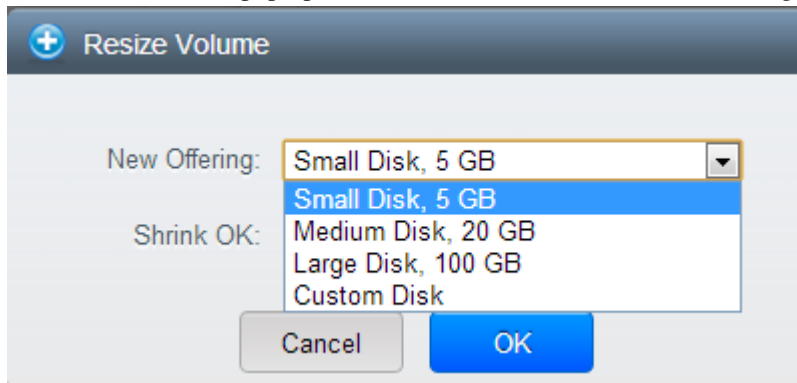 Resize Volume
New Offering: Small Disk, 5 GB
Small Disk, 5 GB
Shrink OK: Medium Disk, 20 GB
Large Disk, 100 GB
Custom Disk
Cancel OK